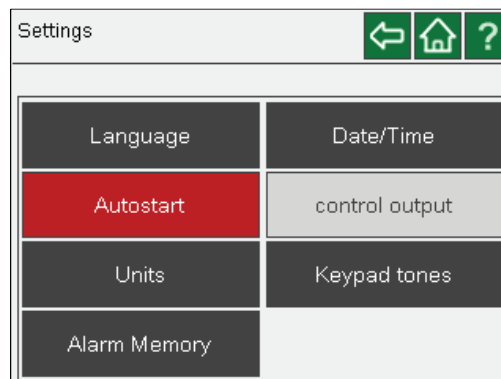 Settings
?
Language
Date/Time
Autostart
control output
Units
Keypad tones
Alarm Memory